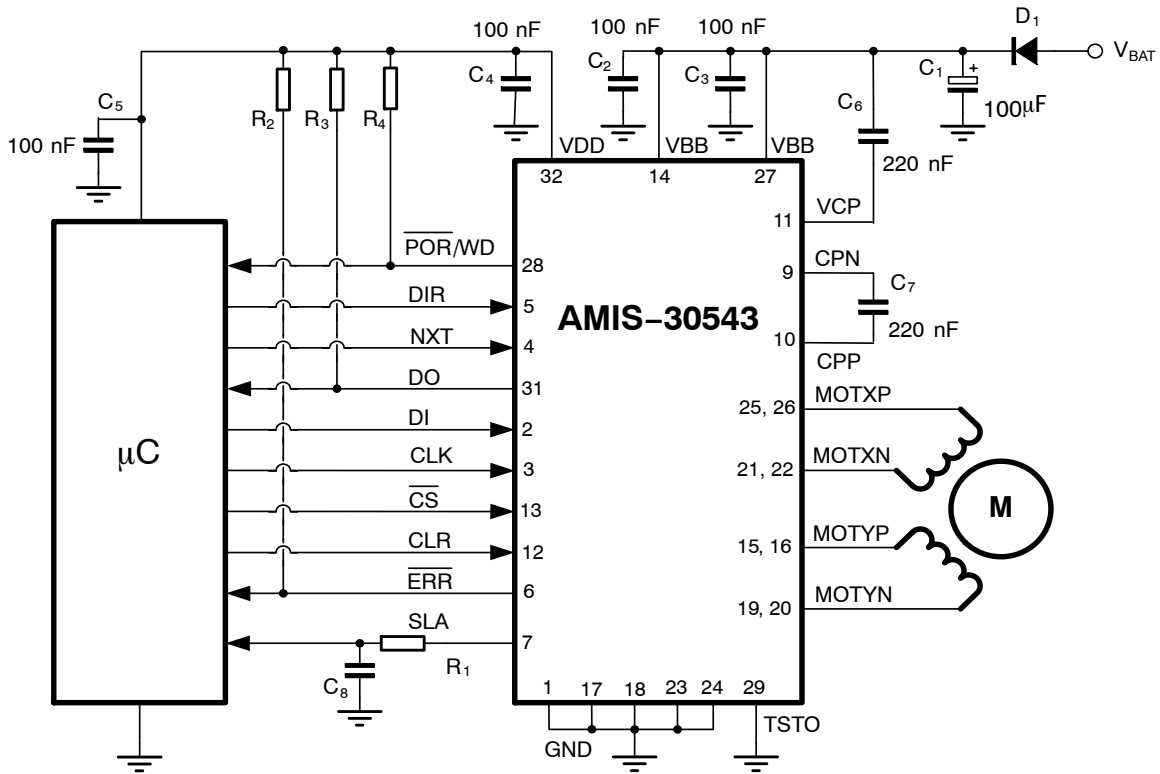 100 nF
100 nF
100 nF
D₁
V_BAT
C₄
C₂
C₃
C₁
+
100μF
C₅
100 nF
R₂
R₃
R₄
C₆
220 nF
VDD
VBB
VBB
32
14
27
11
VCP
P̅O̅R̅/WD
28
9
CPN
C₇
220 nF
DIR
5
AMIS−30543
NXT
4
10
CPP
DO
31
MOTXP
25, 26
DI
2
μC
CLK
3
21, 22
MOTXN
C̅S̅
13
M
CLR
12
15, 16
MOTYP
E̅R̅R̅
6
19, 20
MOTYN
SLA
7
R₁
C₈
1
17
18
23
24
29
GND
TSTO